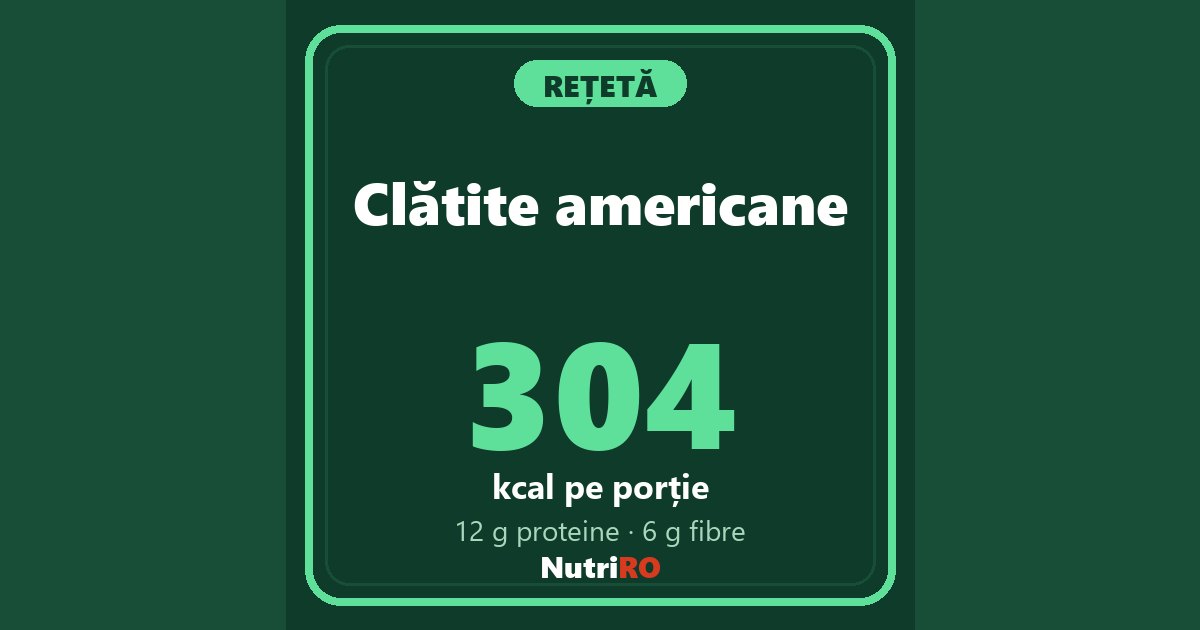 REȚETĂ
Clătite americane
304
kcal pe porție
12 g proteine · 6 g fibre
NutriRO